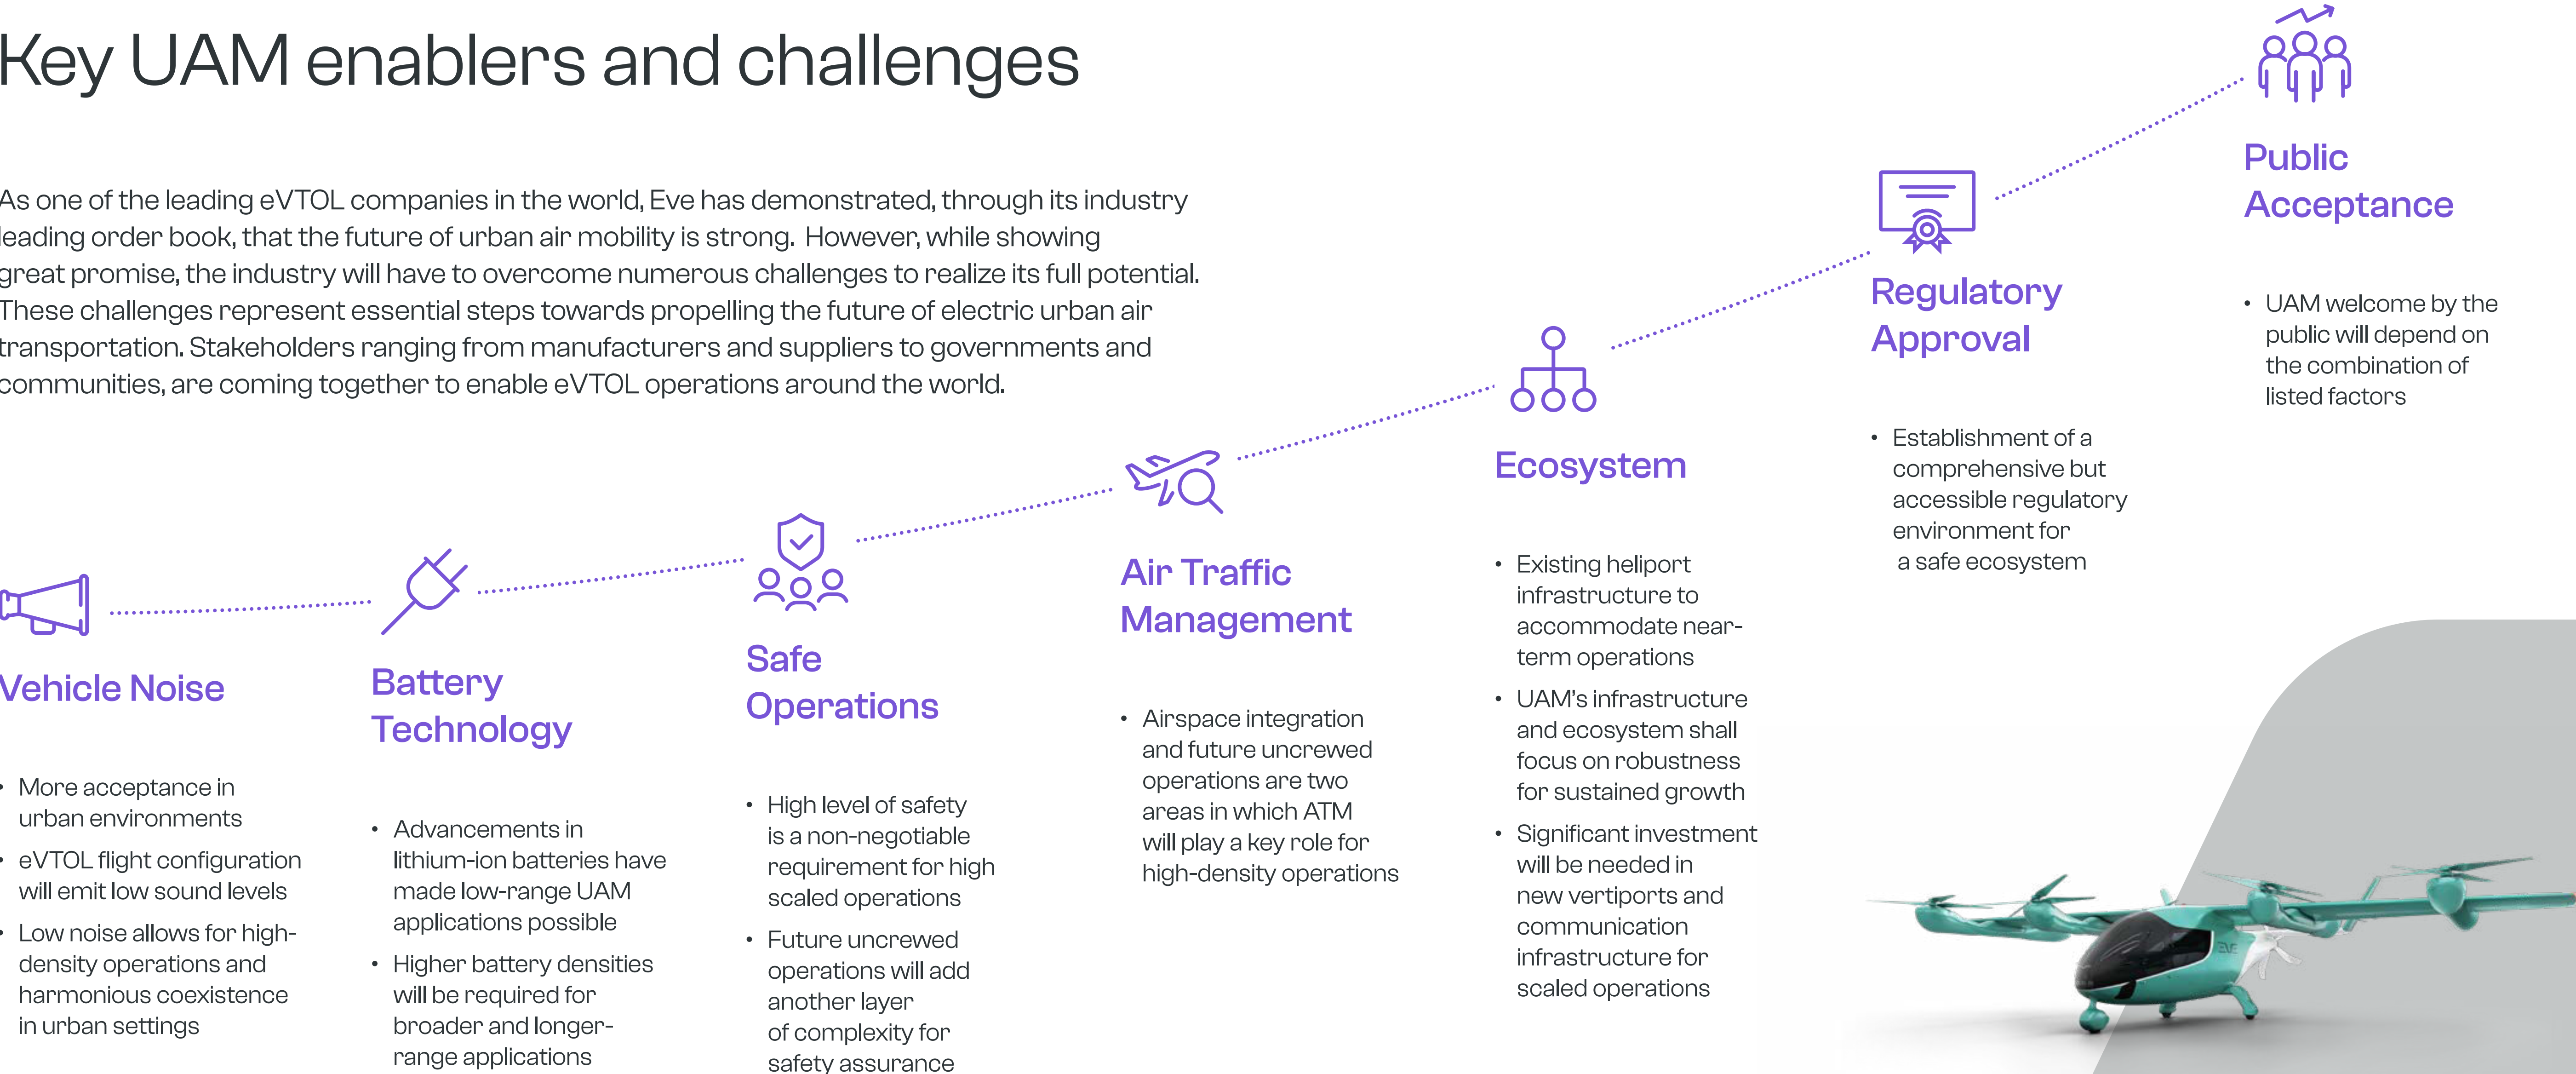 Key UAM enablers and challenges
As one of the leading eVTOL companies in the world, Eve has demonstrated, through its industry
leading order book, that the future of urban air mobility is strong.  However, while showing
great promise, the industry will have to overcome numerous challenges to realize its full potential.
These challenges represent essential steps towards propelling the future of electric urban air
transportation. Stakeholders ranging from manufacturers and suppliers to governments and
communities, are coming together to enable eVTOL operations around the world.
Vehicle Noise
• More acceptance in
urban environments
• eVTOL flight configuration
will emit low sound levels
• Low noise allows for high-
density operations and
harmonious coexistence
in urban settings
Battery
Technology
• Advancements in
lithium-ion batteries have
made low-range UAM
applications possible
• Higher battery densities
will be required for
broader and longer-
range applications
Safe
Operations
• High level of safety
is a non-negotiable
requirement for high
scaled operations
• Future uncrewed
operations will add
another layer
of complexity for
safety assurance
Air Traffic
Management
• Airspace integration
and future uncrewed
operations are two
areas in which ATM
will play a key role for
high-density operations
Ecosystem
• Existing heliport
infrastructure to
accommodate near-
term operations
• UAM's infrastructure
and ecosystem shall
focus on robustness
for sustained growth
• Significant investment
will be needed in
new vertiports and
communication
infrastructure for
scaled operations
Regulatory
Approval
• Establishment of a
comprehensive but
accessible regulatory
environment for
a safe ecosystem
Public
Acceptance
• UAM welcome by the
public will depend on
the combination of
listed factors
EVE